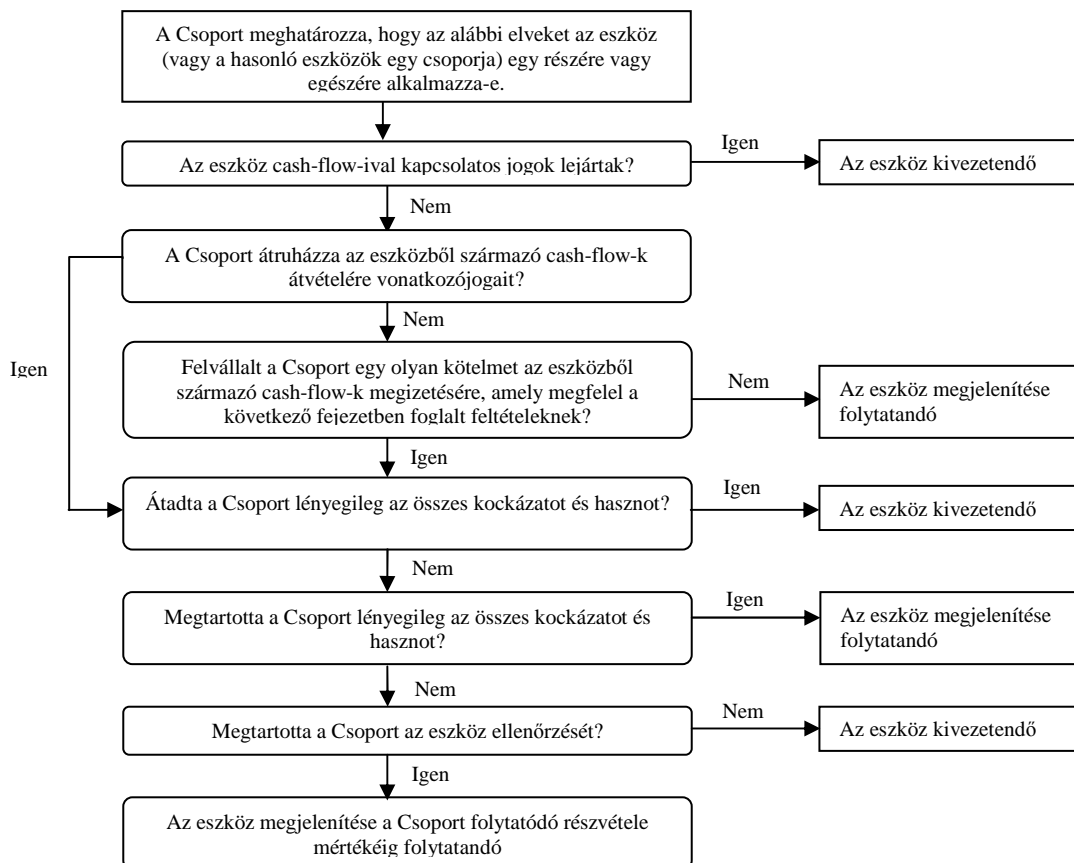 A Csoport meghatározza, hogy az alábbi elveket az eszköz
(vagy a hasonló eszközök egy csoporja) egy részére vagy
egészére alkalmazza-e.
Az eszköz cash-flow-ival kapcsolatos jogok lejártak?
Igen
Az eszköz kivezetendő
Nem
A Csoport átruházza az eszközből származó cash-flow-k
átvételére vonatkozójogait?
Nem
Igen
Felvállalt a Csoport egy olyan kötelmet az eszközből
származó cash-flow-k megizetésére, amely megfelel a
következő fejezetben foglalt feltételeknek?
Nem
Az eszköz megjelenítése
folytatandó
Igen
Átadta a Csoport lényegileg az összes kockázatot és hasznot?
Igen
Az eszköz kivezetendő
Nem
Megtartotta a Csoport lényegileg az összes kockázatot és
hasznot?
Igen
Az eszköz megjelenítése
folytatandó
Nem
Megtartotta a Csoport az eszköz ellenőrzését?
Nem
Az eszköz kivezetendő
Igen
Az eszköz megjelenítése a Csoport folytatódó részvétele
mértékéig folytatandó